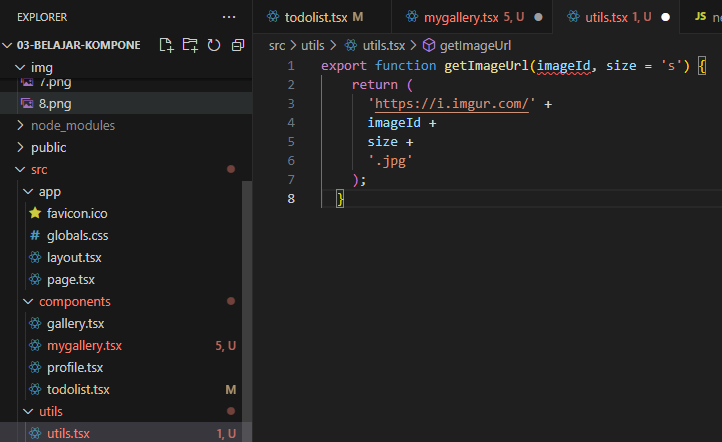 EXPLORER
03-BELAJAR-KOMPONE
img
7.png
8.png
node_modules
public
src
app
favicon.ico
# globals.css
layout.tsx
page.tsx
components
gallery.tsx
mygallery.tsx 5, U
profile.tsx
todolist.tsx M
utils
utils.tsx 1, U
todolist.tsx M
mygallery.tsx 5, U
utils.tsx 1, U
JS n
src > utils > utils.tsx > getImageUrl
1 export function getImageUrl(imageId, size = 's') {
2 return (
3 'https://i.imgur.com/' +
4 imageId +
5 size +
6 '.jpg'
7 );
8 }